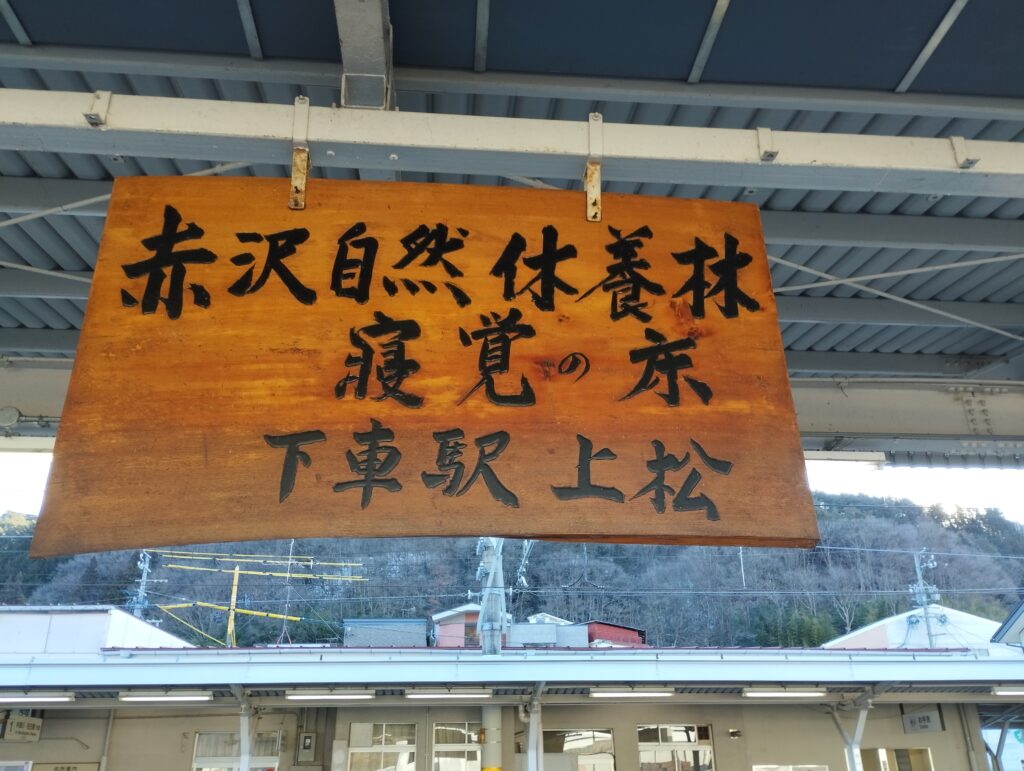 赤沢自然休養林
寝覚の床
下車駅 上松